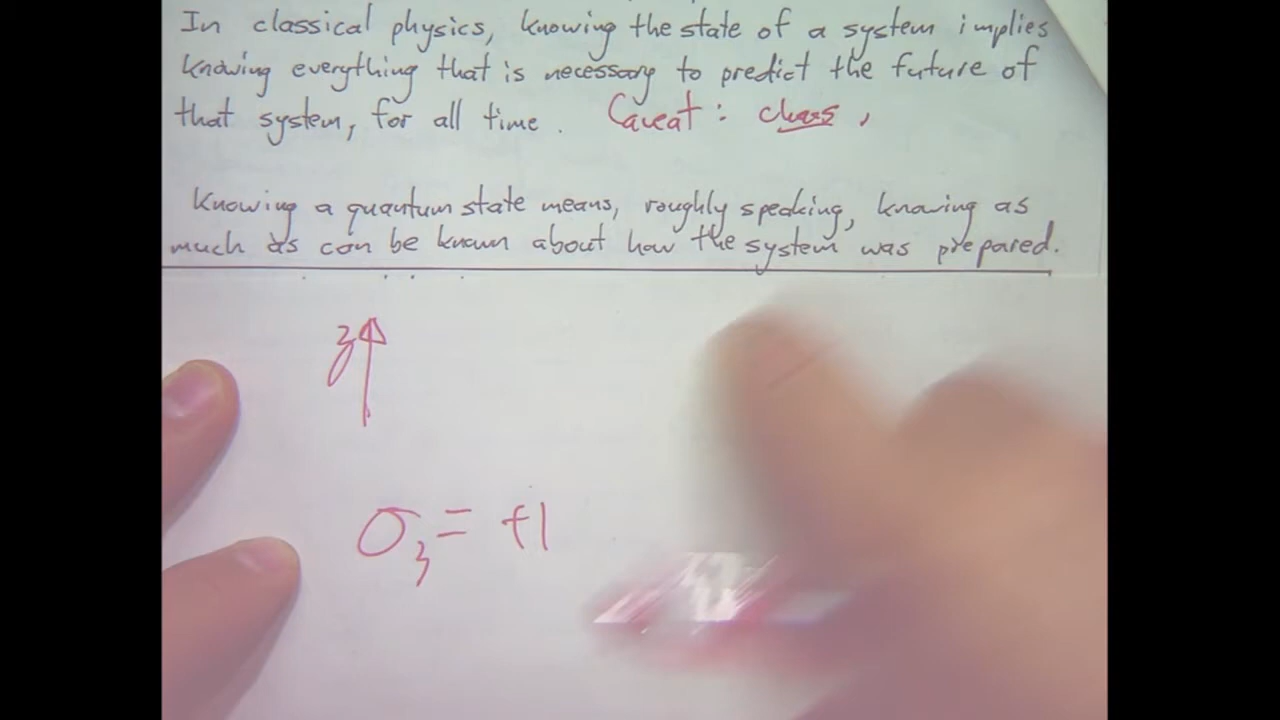 In classical physics, knowing the state of a system implies
knowing everything that is necessary to predict the future of
that system, for all time. Caveat: chaos,
Knowing a quantum state means, roughly speaking, knowing as
much as can be known about how the system was prepared.
z
σz = +1